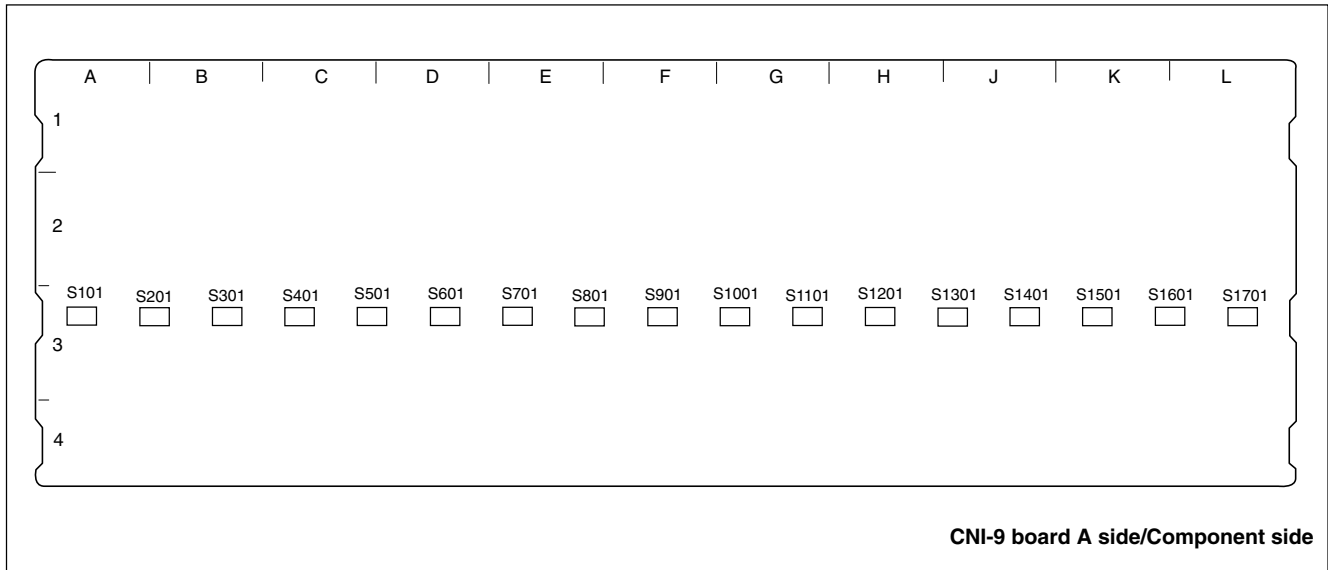 A B C D E F G H J K L
1
2
S101 S201 S301 S401 S501 S601 S701 S801 S901 S1001 S1101 S1201 S1301 S1401 S1501 S1601 S1701
3
4
CNI-9 board A side/Component side